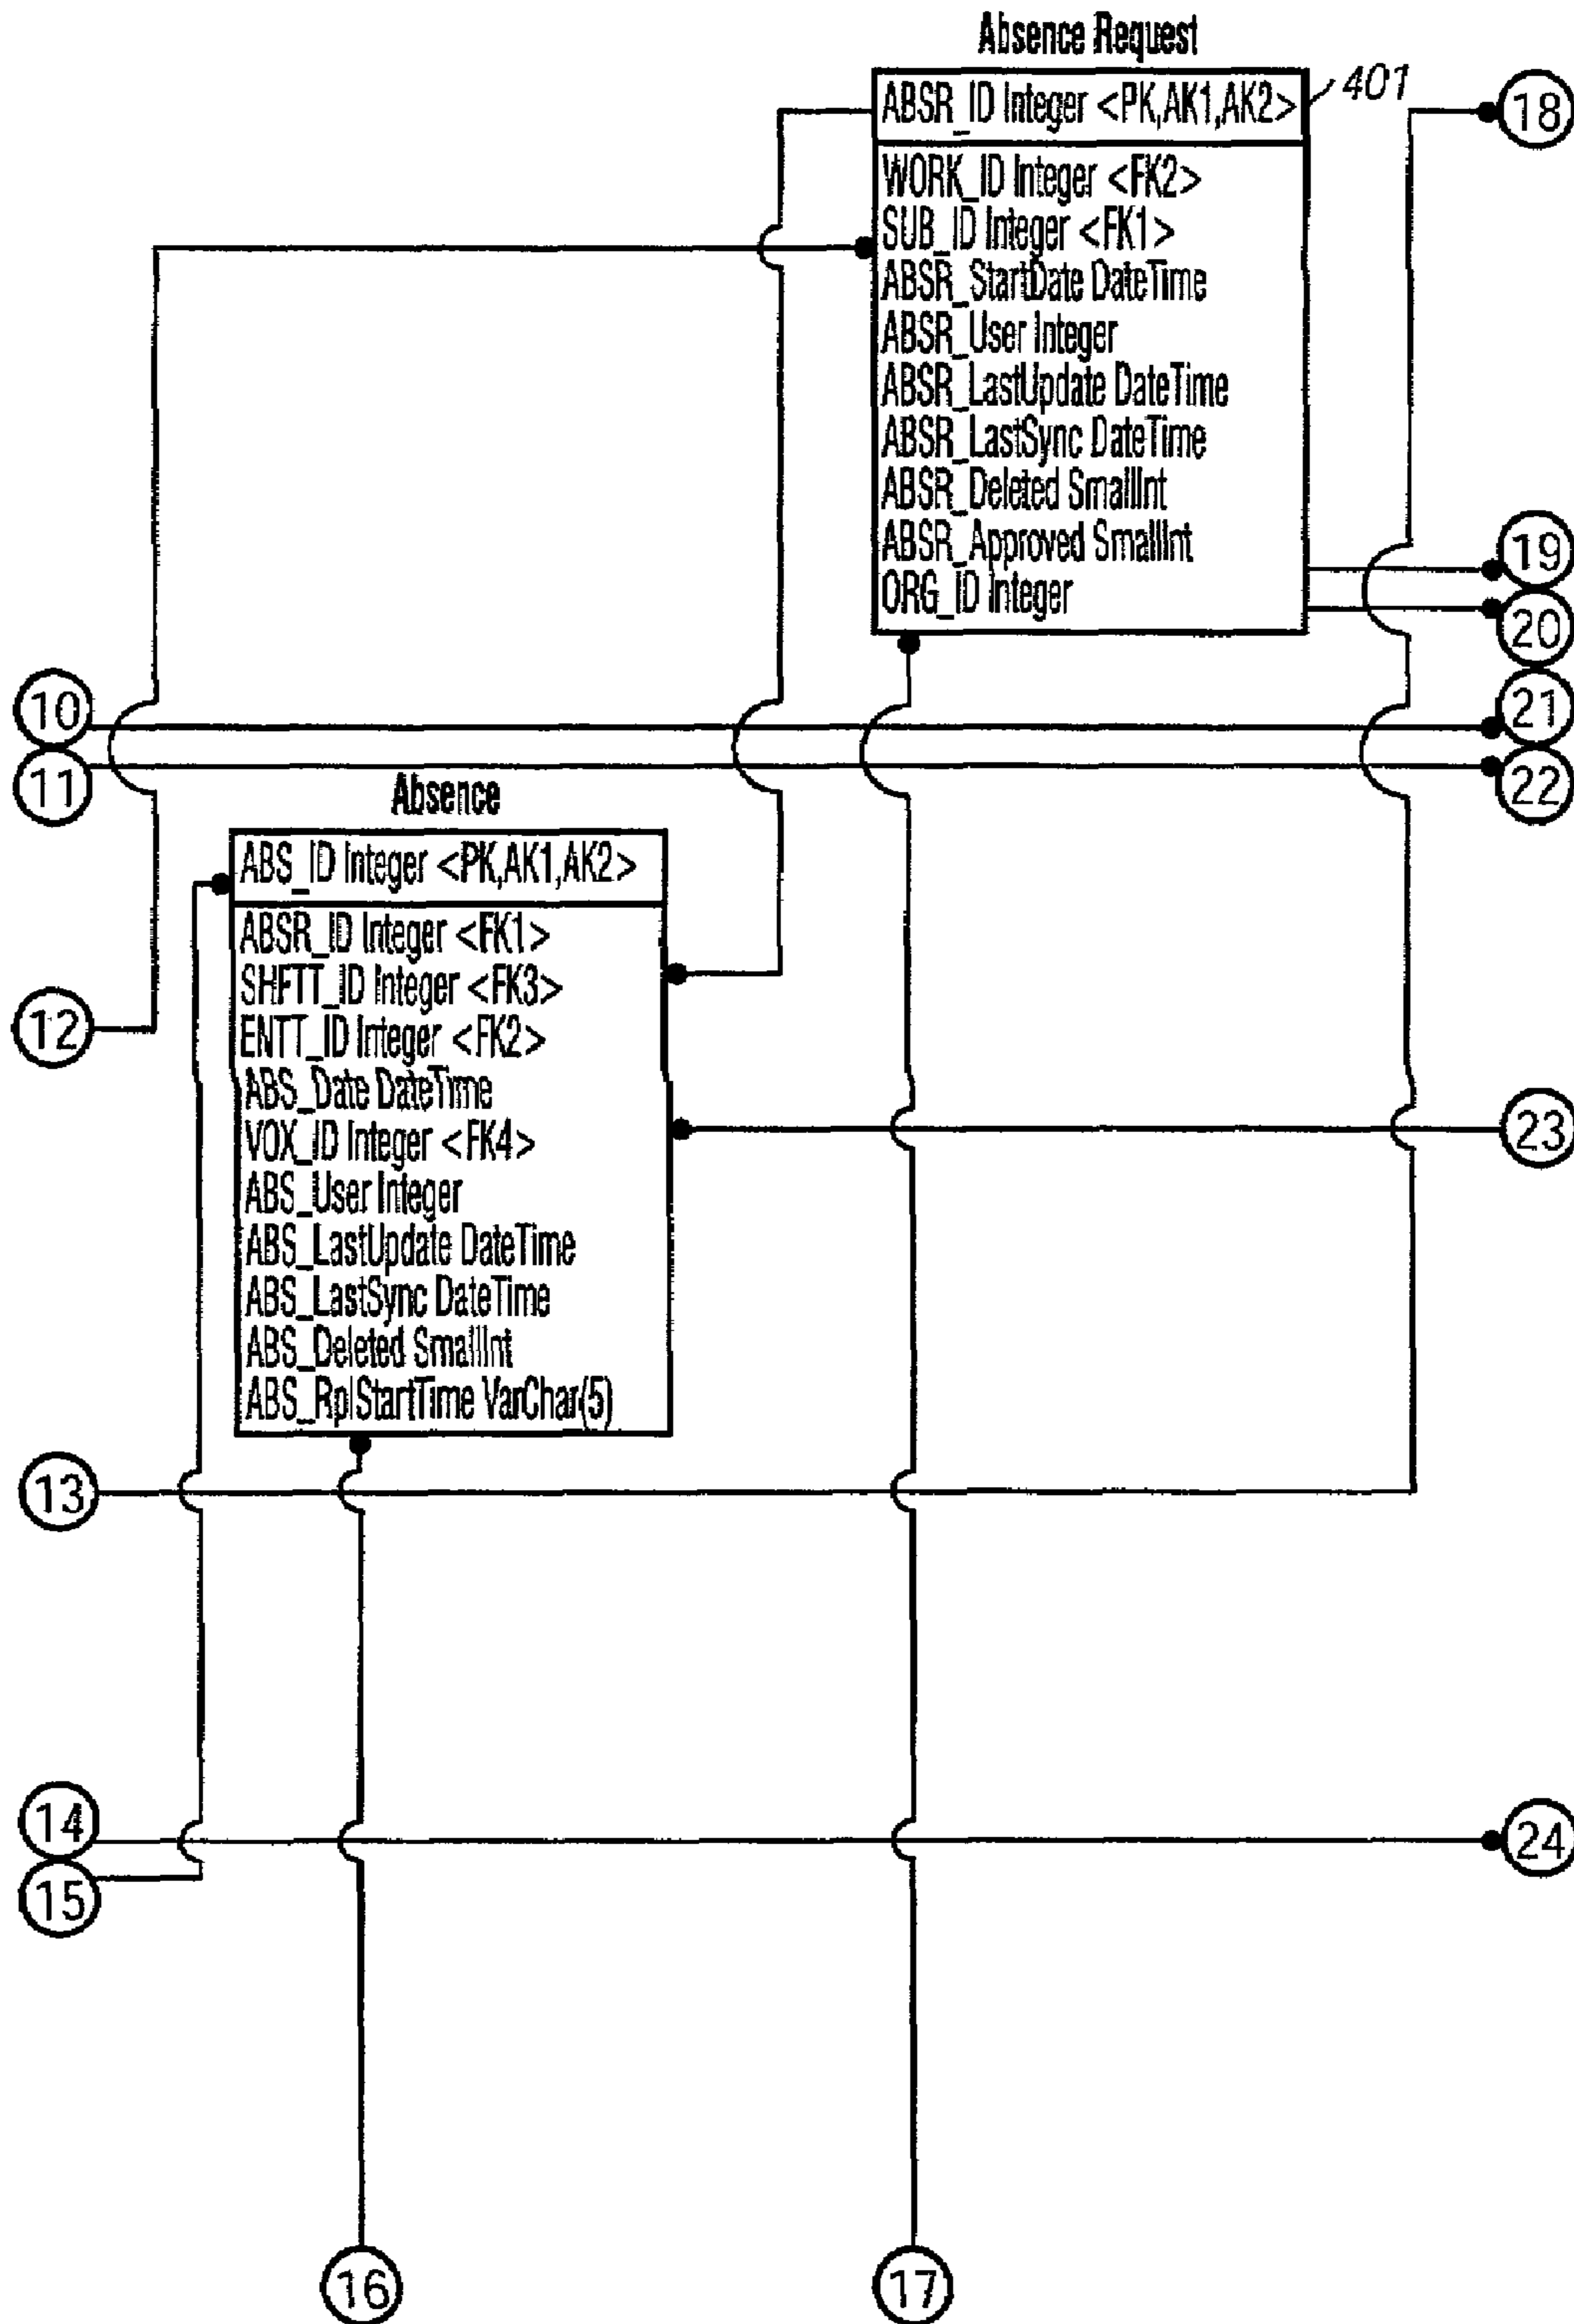 Absence Request
401
ABSR_ID Integer <PK,AK1,AK2>
WORK_ID Integer <FK2>
SUB_ID Integer <FK1>
ABSR_StartDate DateTime
ABSR_User Integer
ABSR_LastUpdate DateTime
ABSR_LastSync DateTime
ABSR_Deleted SmallInt
ABSR_Approved SmallInt
ORG_ID Integer
18
19
20
10
21
11
22
Absence
ABS_ID Integer <PK,AK1,AK2>
ABSR_ID Integer <FK1>
SHFTT_ID Integer <FK3>
ENTT_ID Integer <FK2>
ABS_Date DateTime
VOX_ID Integer <FK4>
ABS_User Integer
ABS_LastUpdate DateTime
ABS_LastSync DateTime
ABS_Deleted SmallInt
ABS_RplStartTime VarChar(5)
12
23
13
14
24
15
16
17